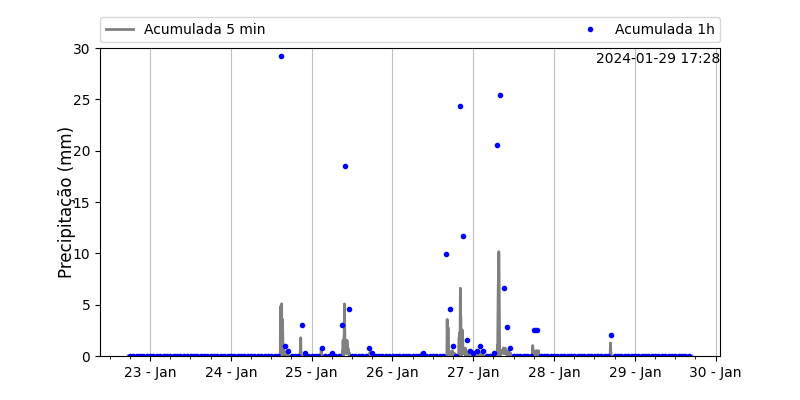 Acumulada 5 min Acumulada 1h
2024-01-29 17:28
Precipitação (mm)
30
25
20
15
10
5
0
23 - Jan 24 - Jan 25 - Jan 26 - Jan 27 - Jan 28 - Jan 29 - Jan 30 - Jan